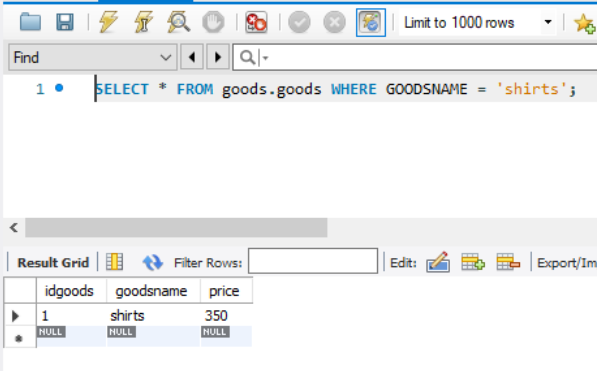 Limit to 1000 rows
Find
1 SELECT * FROM goods.goods WHERE GOODSNAME = 'shirts';
Result Grid Filter Rows: Edit: Export/Im
idgoods goodsname price
1 shirts 350
NULL NULL NULL